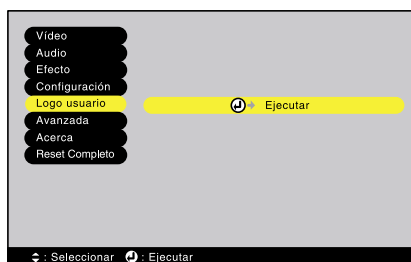 Vídeo
Audio
Efecto
Configuración
Logo usuario
Ejecutar
Avanzada
Acerca
Reset Completo
: Seleccionar : Ejecutar